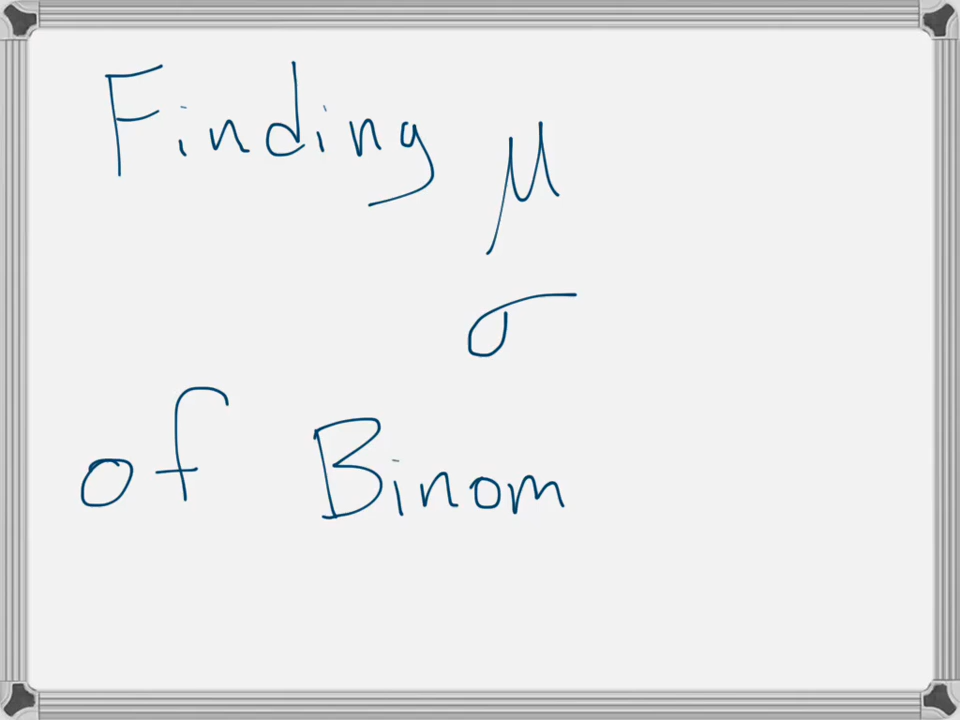 Finding μ
σ
of Binom